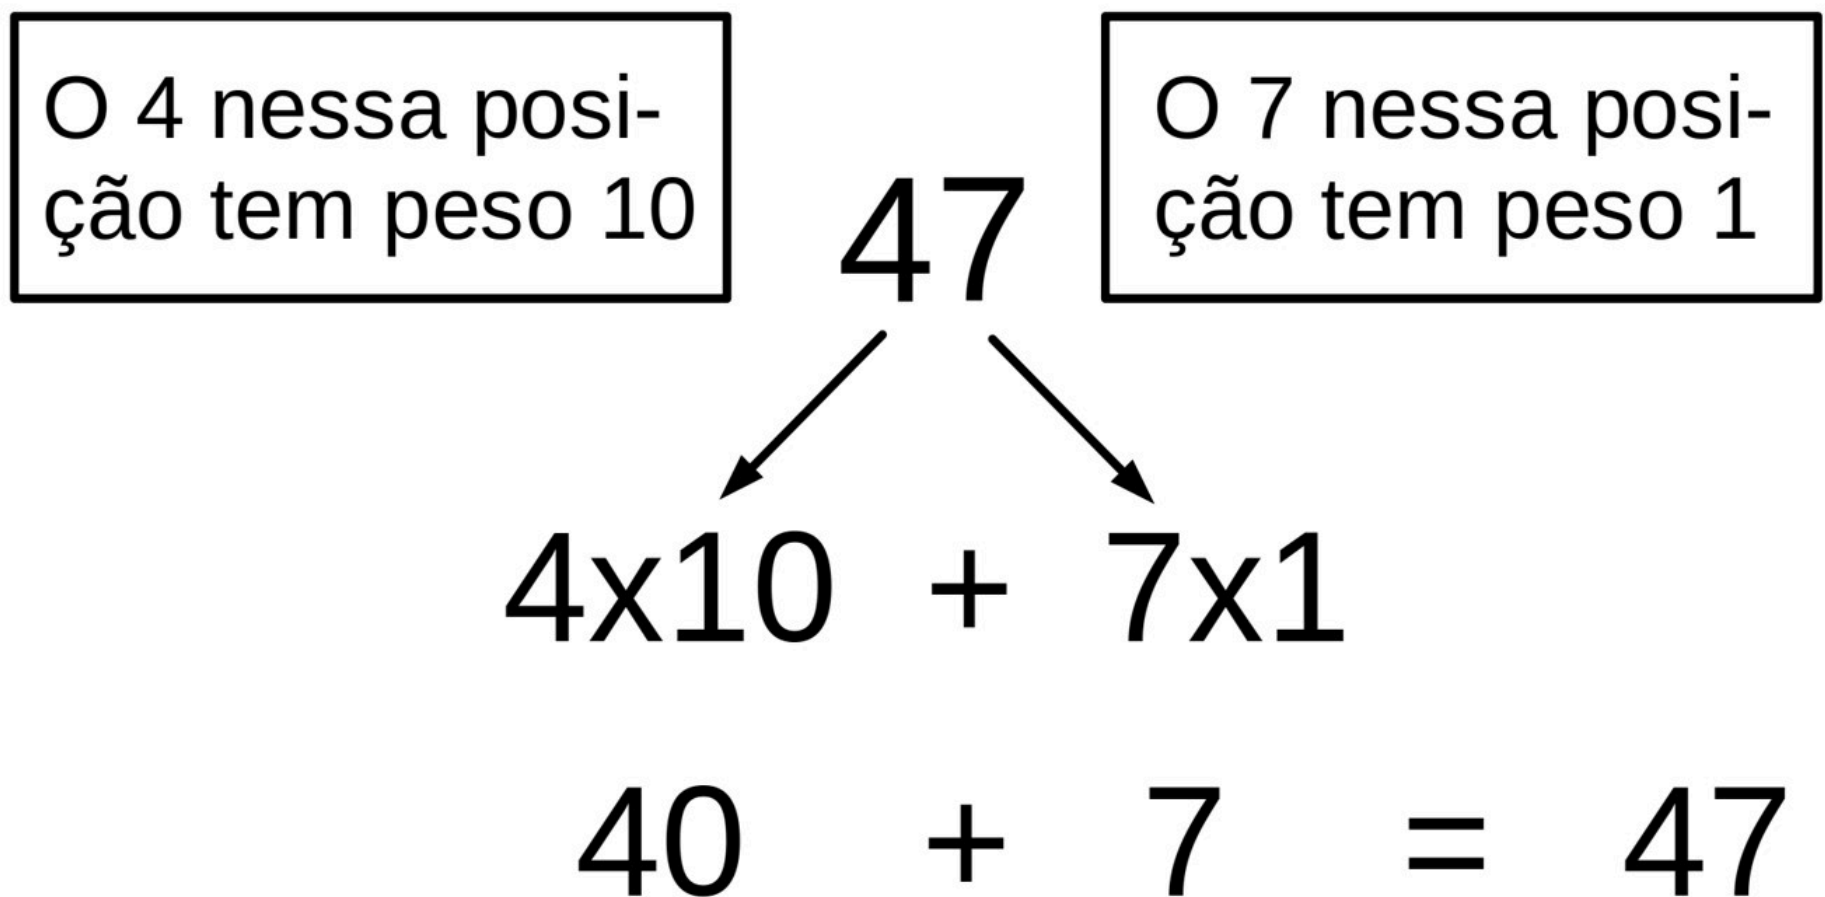 O 4 nessa posi-
ção tem peso 10
47
O 7 nessa posi-
ção tem peso 1
4x10 + 7x1
40 + 7 = 47